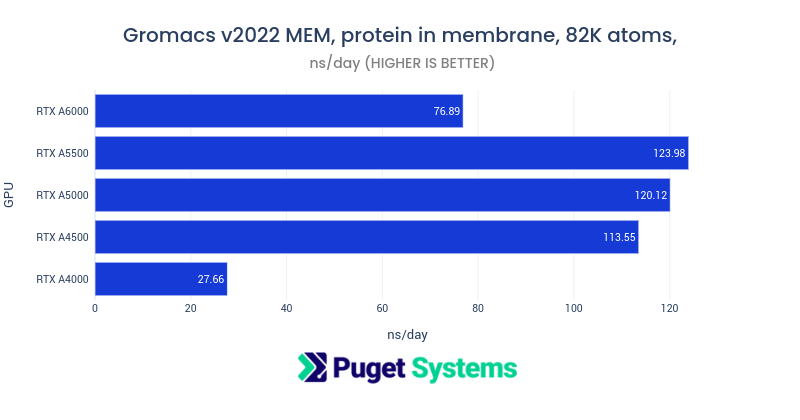 Gromacs v2022 MEM, protein in membrane, 82K atoms,
ns/day (HIGHER IS BETTER)
GPU
RTX A6000 76.89
RTX A5500 123.98
RTX A5000 120.12
RTX A4500 113.55
RTX A4000 27.66
0 20 40 60 80 100 120
ns/day
Puget Systems